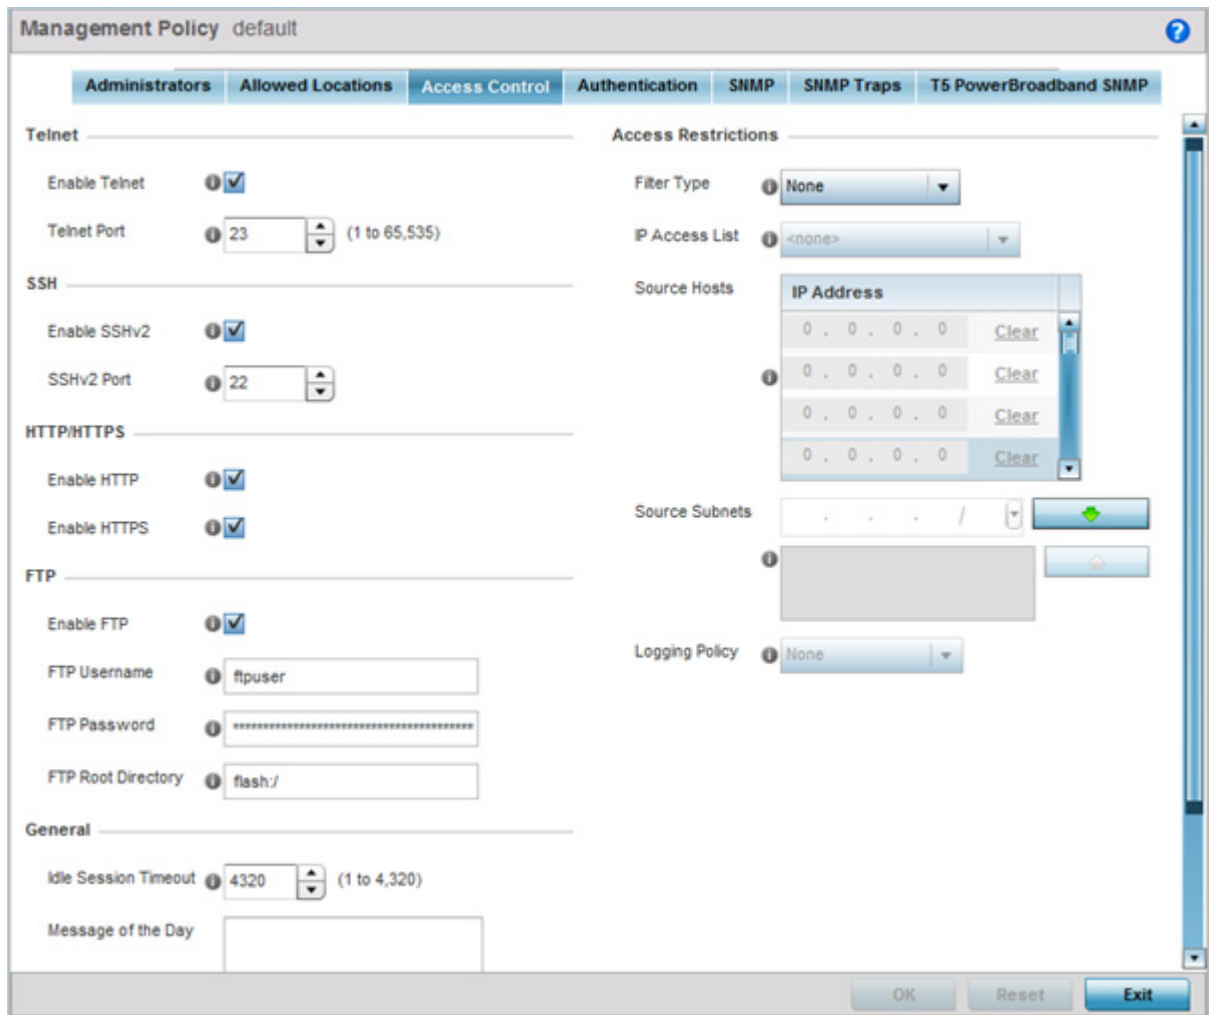 Management Policy default
?
Administrators Allowed Locations Access Control Authentication SNMP SNMP Traps T5 PowerBroadband SNMP
Telnet
Enable Telnet
Telnet Port 23 (1 to 65,535)
SSH
Enable SSHv2
SSHv2 Port 22
HTTP/HTTPS
Enable HTTP
Enable HTTPS
FTP
Enable FTP
FTP Username ftpuser
FTP Password ****************************************
FTP Root Directory flash:/
General
Idle Session Timeout 4320 (1 to 4,320)
Message of the Day
Access Restrictions
Filter Type None
IP Access List <none>
Source Hosts IP Address
0 . 0 . 0 . 0 Clear
0 . 0 . 0 . 0 Clear
0 . 0 . 0 . 0 Clear
0 . 0 . 0 . 0 Clear
Source Subnets . . . /
Logging Policy None
OK Reset Exit